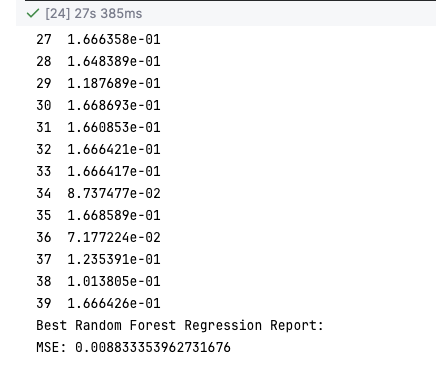 [24] 27s 385ms
27 1.666358e-01
28 1.648389e-01
29 1.187689e-01
30 1.668693e-01
31 1.660853e-01
32 1.666421e-01
33 1.666417e-01
34 8.737477e-02
35 1.668589e-01
36 7.177224e-02
37 1.235391e-01
38 1.013805e-01
39 1.666426e-01
Best Random Forest Regression Report:
MSE: 0.008833353962731676